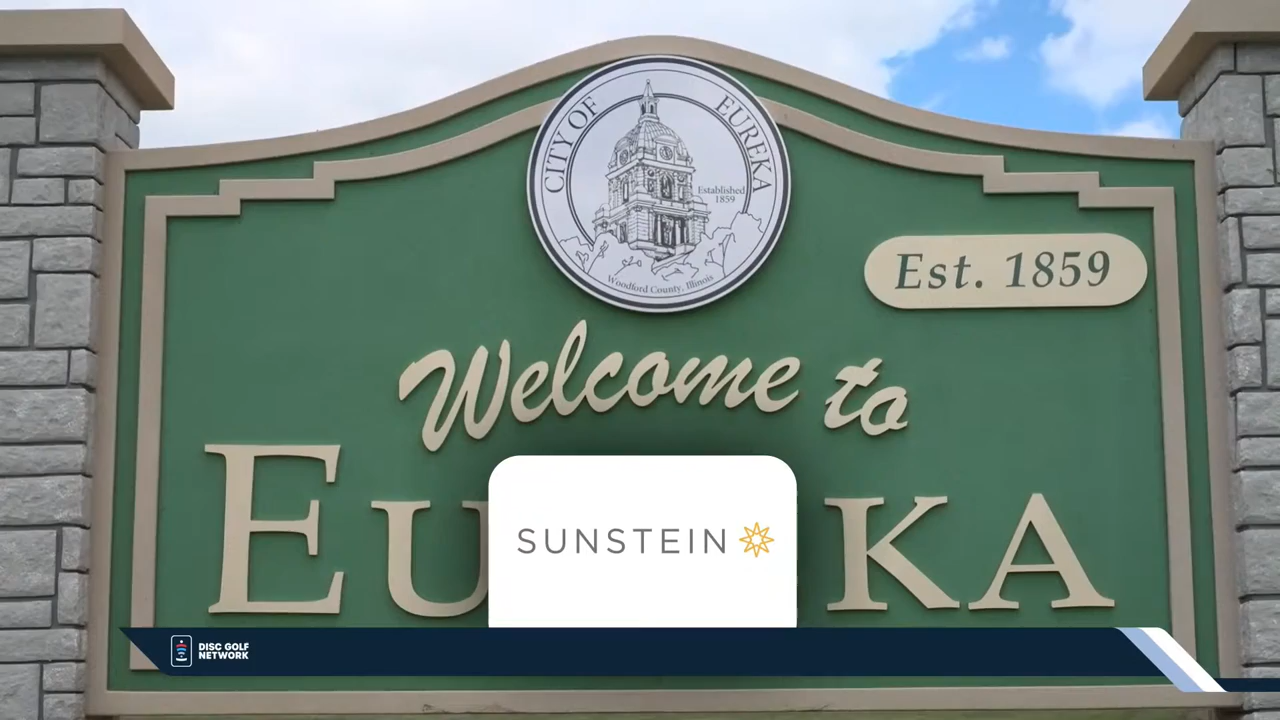 CITY OF EUREKA
Established
1859
Woodford County, Illinois
Est. 1859
Welcome to
EU KA
SUNSTEIN
DISC GOLF
NETWORK